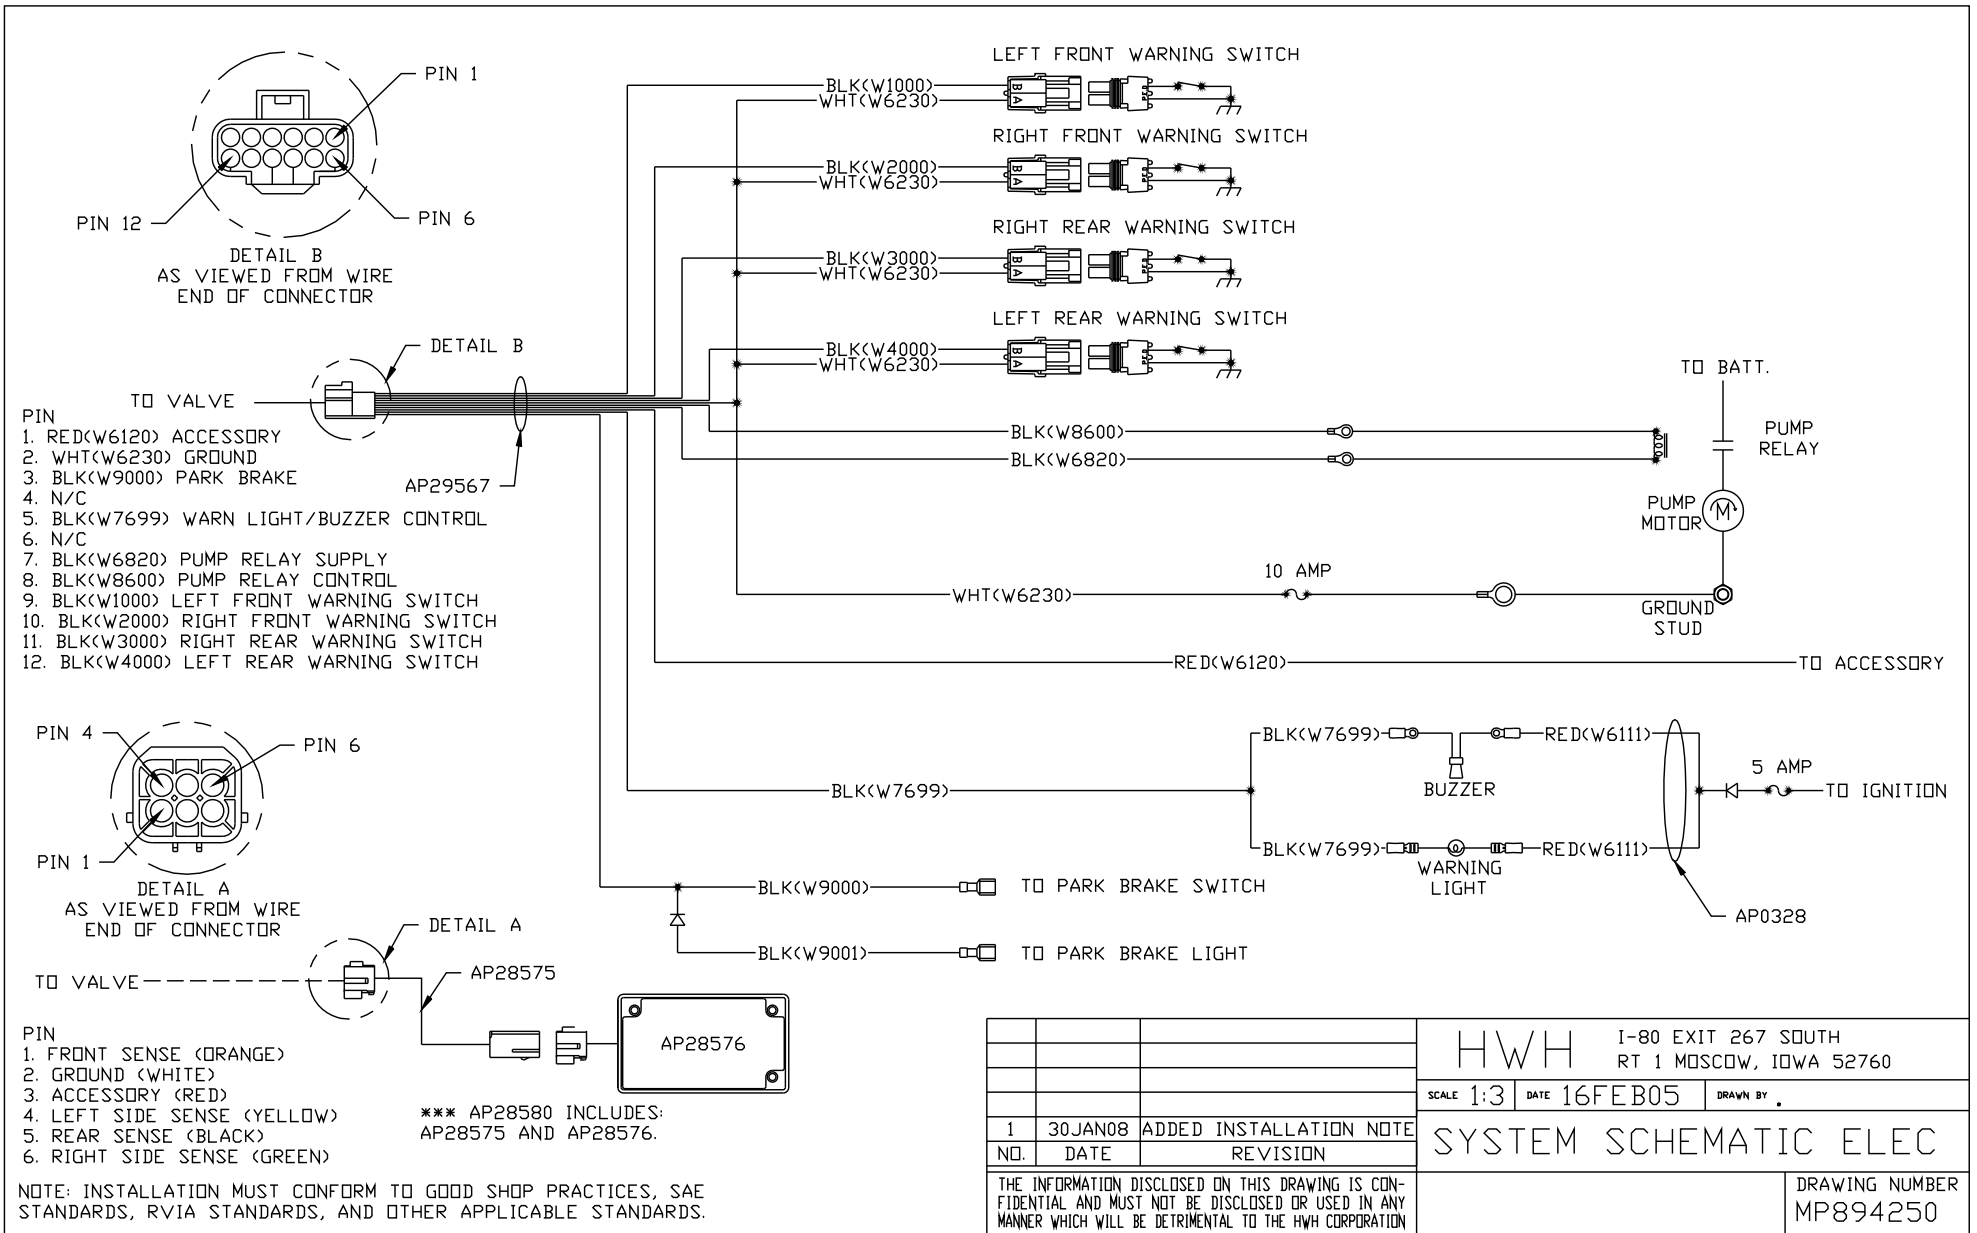 PIN 1
PIN 12
PIN 6
DETAIL B
AS VIEWED FROM WIRE
END OF CONNECTOR
LEFT FRONT WARNING SWITCH
BLK(W1000)
WHT(W6230)
B
A
RIGHT FRONT WARNING SWITCH
BLK(W2000)
WHT(W6230)
B
A
RIGHT REAR WARNING SWITCH
BLK(W3000)
WHT(W6230)
B
A
LEFT REAR WARNING SWITCH
BLK(W4000)
WHT(W6230)
B
A
DETAIL B
TO VALVE
AP29567
PIN
1. RED(W6120) ACCESSORY
2. WHT(W6230) GROUND
3. BLK(W9000) PARK BRAKE
4. N/C
5. BLK(W7699) WARN LIGHT/BUZZER CONTROL
6. N/C
7. BLK(W6820) PUMP RELAY SUPPLY
8. BLK(W8600) PUMP RELAY CONTROL
9. BLK(W1000) LEFT FRONT WARNING SWITCH
10. BLK(W2000) RIGHT FRONT WARNING SWITCH
11. BLK(W3000) RIGHT REAR WARNING SWITCH
12. BLK(W4000) LEFT REAR WARNING SWITCH
TO BATT.
BLK(W8600)
BLK(W6820)
PUMP
RELAY
PUMP
MOTOR
M
10 AMP
WHT(W6230)
GROUND
STUD
RED(W6120)
TO ACCESSORY
BLK(W7699)
BLK(W7699)
RED(W6111)
BUZZER
5 AMP
TO IGNITION
BLK(W7699)
RED(W6111)
WARNING
LIGHT
AP0328
BLK(W9000)
TO PARK BRAKE SWITCH
BLK(W9001)
TO PARK BRAKE LIGHT
PIN 4
PIN 6
PIN 1
DETAIL A
AS VIEWED FROM WIRE
END OF CONNECTOR
DETAIL A
TO VALVE
AP28575
AP28576
PIN
1. FRONT SENSE (ORANGE)
2. GROUND (WHITE)
3. ACCESSORY (RED)
4. LEFT SIDE SENSE (YELLOW)
5. REAR SENSE (BLACK)
6. RIGHT SIDE SENSE (GREEN)
*** AP28580 INCLUDES:
AP28575 AND AP28576.
NOTE: INSTALLATION MUST CONFORM TO GOOD SHOP PRACTICES, SAE
STANDARDS, RVIA STANDARDS, AND OTHER APPLICABLE STANDARDS.
1 30JAN08 ADDED INSTALLATION NOTE
NO. DATE REVISION
THE INFORMATION DISCLOSED ON THIS DRAWING IS CON-
FIDENTIAL AND MUST NOT BE DISCLOSED OR USED IN ANY
MANNER WHICH WILL BE DETRIMENTAL TO THE HWH CORPORATION
HWH
I-80 EXIT 267 SOUTH
RT 1 MOSCOW, IOWA 52760
SCALE 1:3 DATE 16FEB05 DRAWN BY .
SYSTEM SCHEMATIC ELEC
DRAWING NUMBER
MP894250